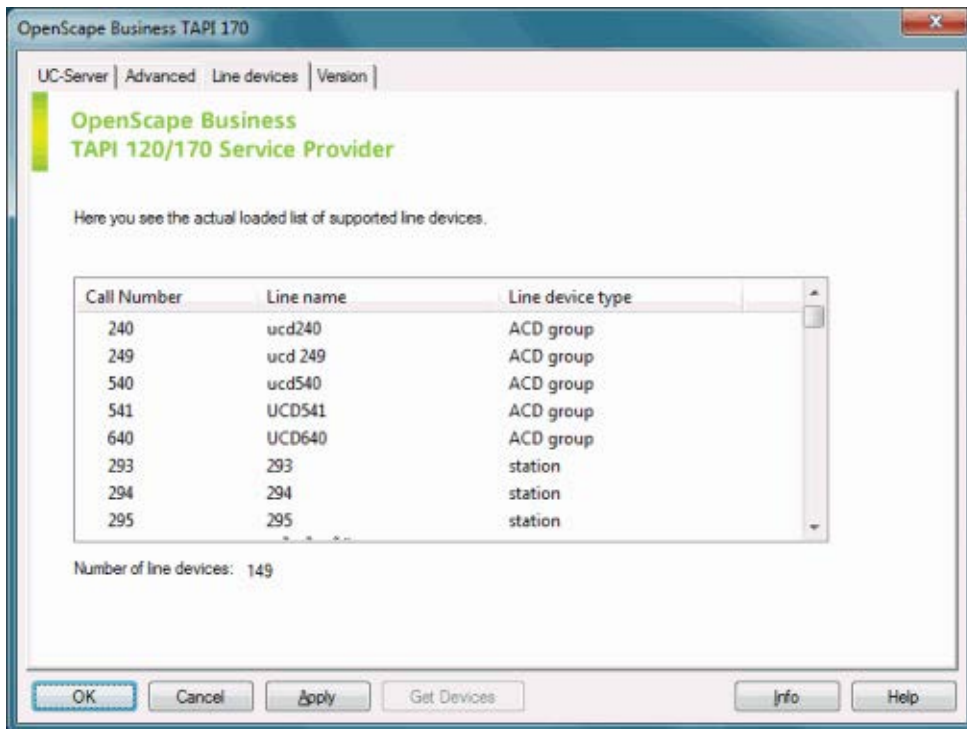 OpenScape Business TAPI 170
UC-Server Advanced Line devices Version
OpenScape Business
TAPI 120/170 Service Provider
Here you see the actual loaded list of supported line devices.
Call Number Line name Line device type
240 ucd240 ACD group
249 ucd 249 ACD group
540 ucd540 ACD group
541 UCD541 ACD group
640 UCD640 ACD group
293 293 station
294 294 station
295 295 station
Number of line devices: 149
OK Cancel Apply Get Devices Info Help